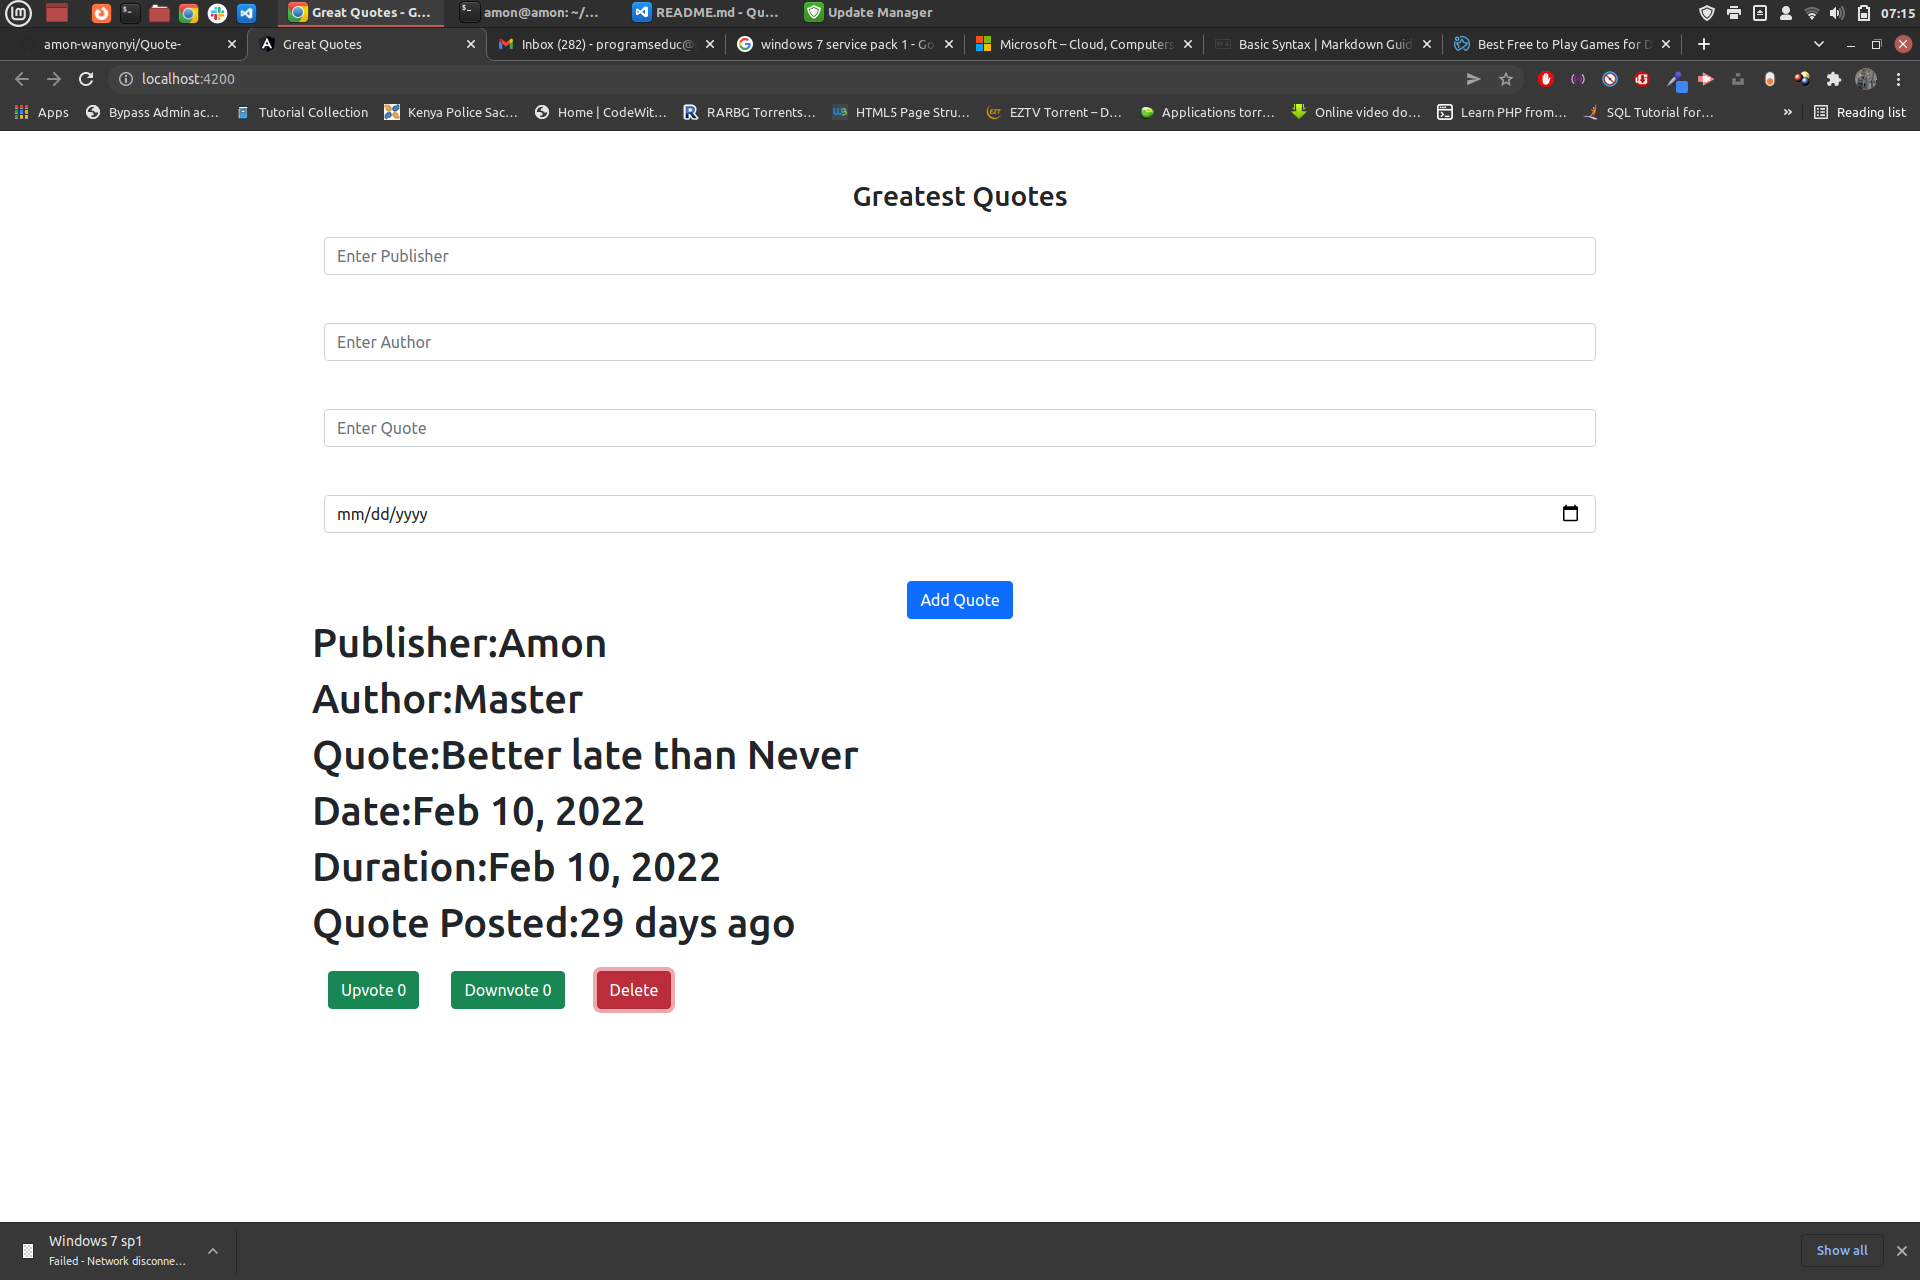 Great Quotes - G...
amon@amon: ~/...
README.md - Qu...
Update Manager
07:15
amon-wanyonyi/Quote-
Great Quotes
Inbox (282) - programseduc@
windows 7 service pack 1 - Go
Microsoft – Cloud, Computers
Basic Syntax | Markdown Guid
Best Free to Play Games for D
localhost:4200
Apps
Bypass Admin ac...
Tutorial Collection
Kenya Police Sac...
Home | CodeWit...
RARBG Torrents...
HTML5 Page Stru...
EZTV Torrent – D...
Applications torr...
Online video do...
Learn PHP from...
SQL Tutorial for...
»
Reading list
Greatest Quotes
Enter Publisher
Enter Author
Enter Quote
mm/dd/yyyy
Add Quote
Publisher:Amon
Author:Master
Quote:Better late than Never
Date:Feb 10, 2022
Duration:Feb 10, 2022
Quote Posted:29 days ago
Upvote 0
Downvote 0
Delete
Windows 7 sp1
Failed - Network disconne...
Show all